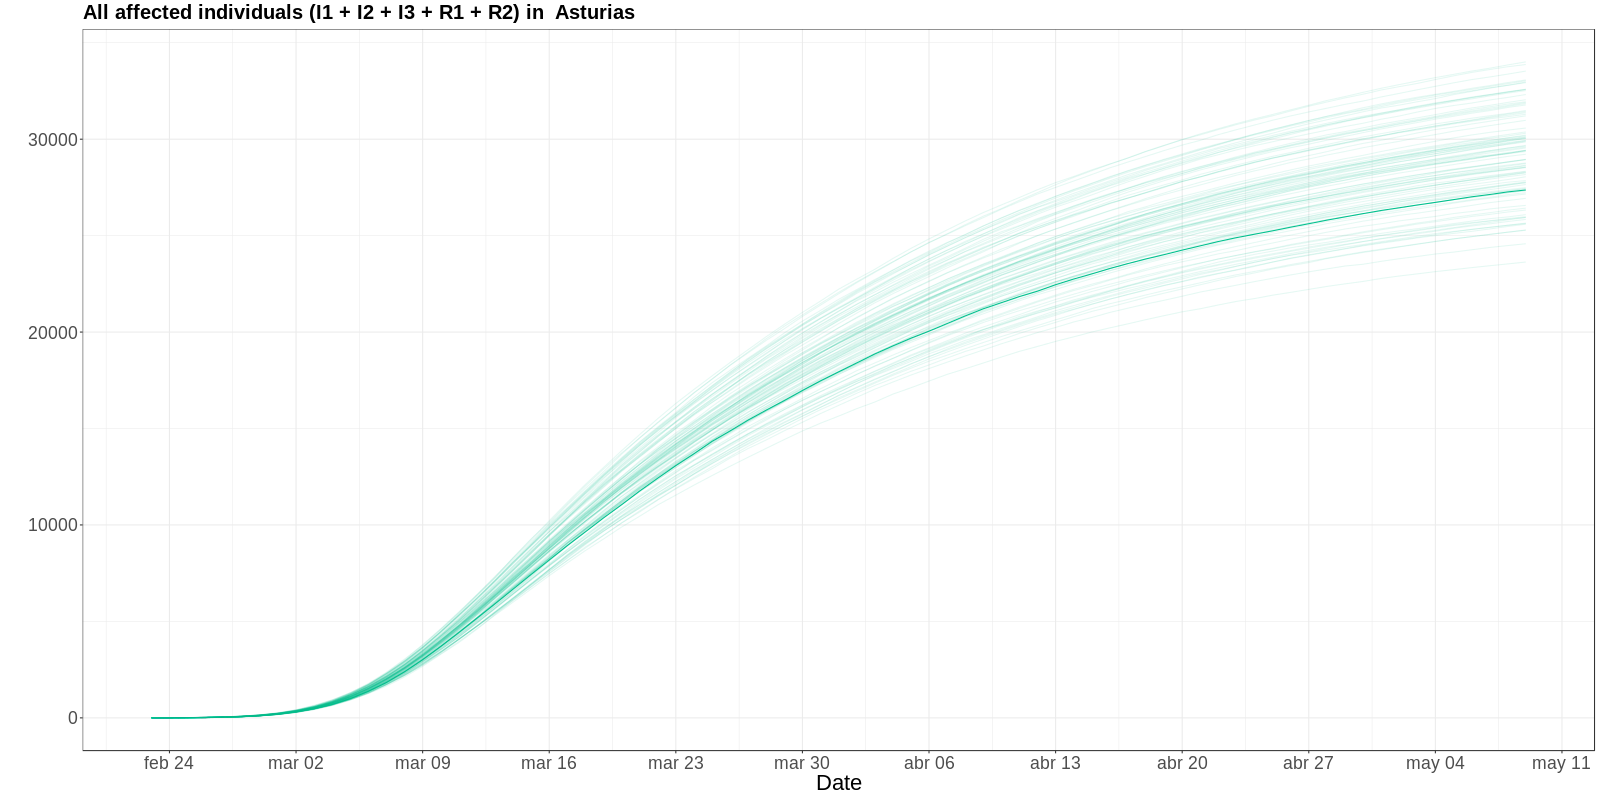 All affected individuals (I1 + I2 + I3 + R1 + R2) in  Asturias
30000
20000
10000
0
feb 24 mar 02 mar 09 mar 16 mar 23 mar 30 abr 06 abr 13 abr 20 abr 27 may 04 may 11
Date